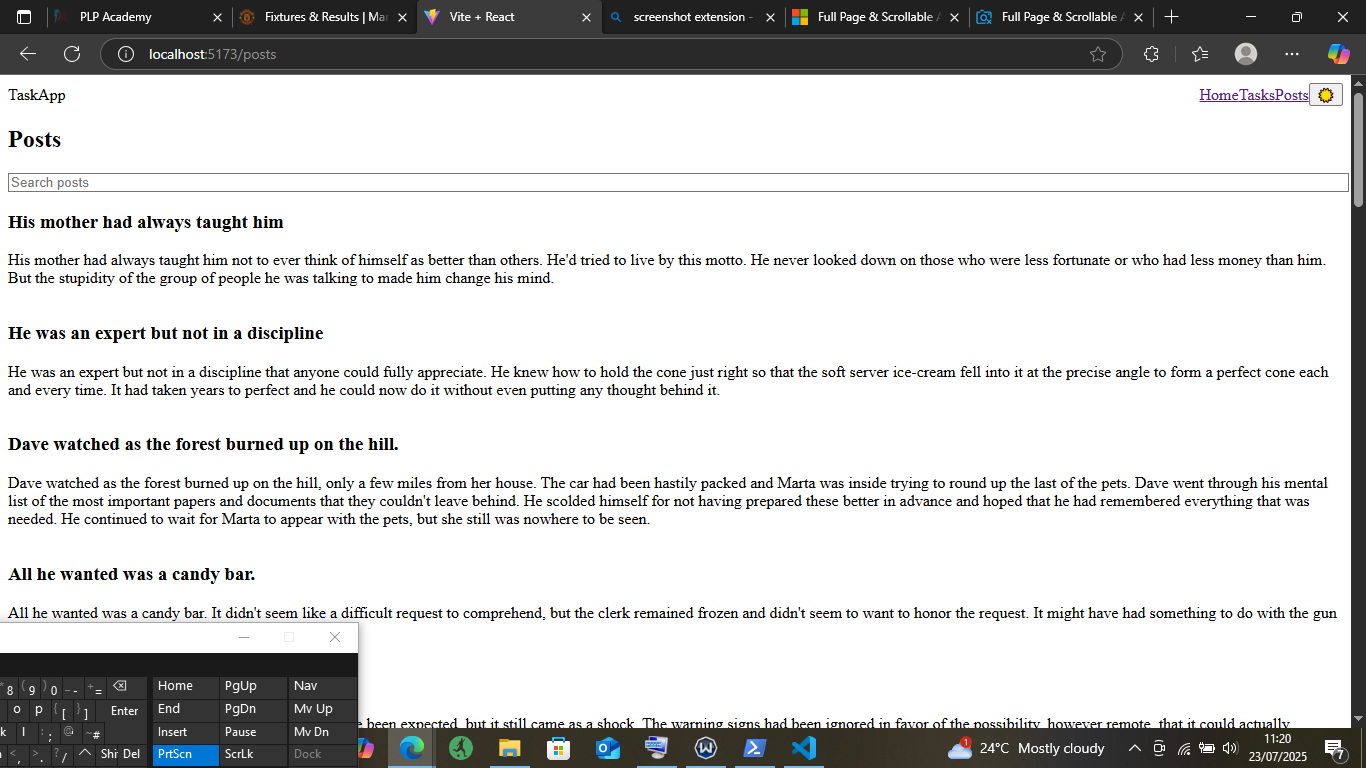 PLP Academy
Fixtures & Results | Ma
Vite + React
screenshot extension -
Full Page & Scrollable
Full Page & Scrollable
localhost:5173/posts
TaskApp
HomeTasksPosts
Posts
Search posts
His mother had always taught him
His mother had always taught him not to ever think of himself as better than others. He'd tried to live by this motto. He never looked down on those who were less fortunate or who had less money than him.
But the stupidity of the group of people he was talking to made him change his mind.
He was an expert but not in a discipline
He was an expert but not in a discipline that anyone could fully appreciate. He knew how to hold the cone just right so that the soft server ice-cream fell into it at the precise angle to form a perfect cone each
and every time. It had taken years to perfect and he could now do it without even putting any thought behind it.
Dave watched as the forest burned up on the hill.
Dave watched as the forest burned up on the hill, only a few miles from her house. The car had been hastily packed and Marta was inside trying to round up the last of the pets. Dave went through his mental
list of the most important papers and documents that they couldn't leave behind. He scolded himself for not having prepared these better in advance and hoped that he had remembered everything that was
needed. He continued to wait for Marta to appear with the pets, but she still was nowhere to be seen.
All he wanted was a candy bar.
All he wanted was a candy bar. It didn't seem like a difficult request to comprehend, but the clerk remained frozen and didn't seem to want to honor the request. It might have had something to do with the gun
been expected, but it still came as a shock. The warning signs had been ignored in favor of the possibility, however remote, that it could actually
* 8 ( 9 ) 0 _ - + =
Home PgUp Nav
o p { [ } ] Enter
End PgDn Mv Up
k l : ; @ ' ~ #
Insert Pause Mv Dn
< , > . ? / Shi Del
PrtScn ScrLk Dock
1
24°C Mostly cloudy
11:20
23/07/2025
7